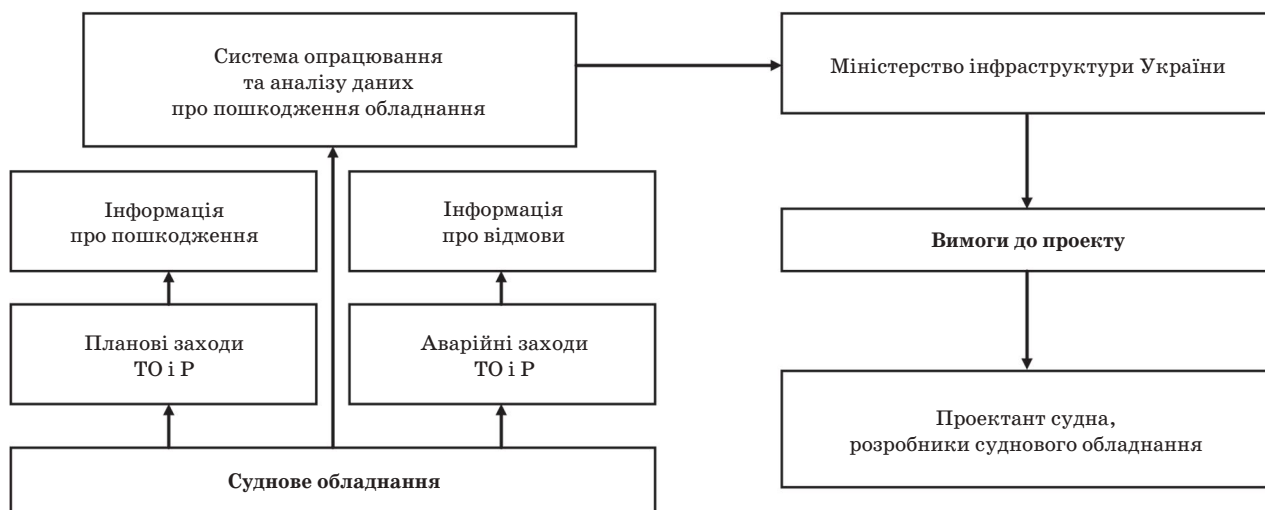 Система опрацювання
та аналізу даних
про пошкодження обладнання
Міністерство інфраструктури України
Інформація
про пошкодження
Інформація
про відмови
Вимоги до проекту
Планові заходи
ТО і Р
Аварійні заходи
ТО і Р
Проектант судна,
розробники суднового обладнання
Суднове обладнання